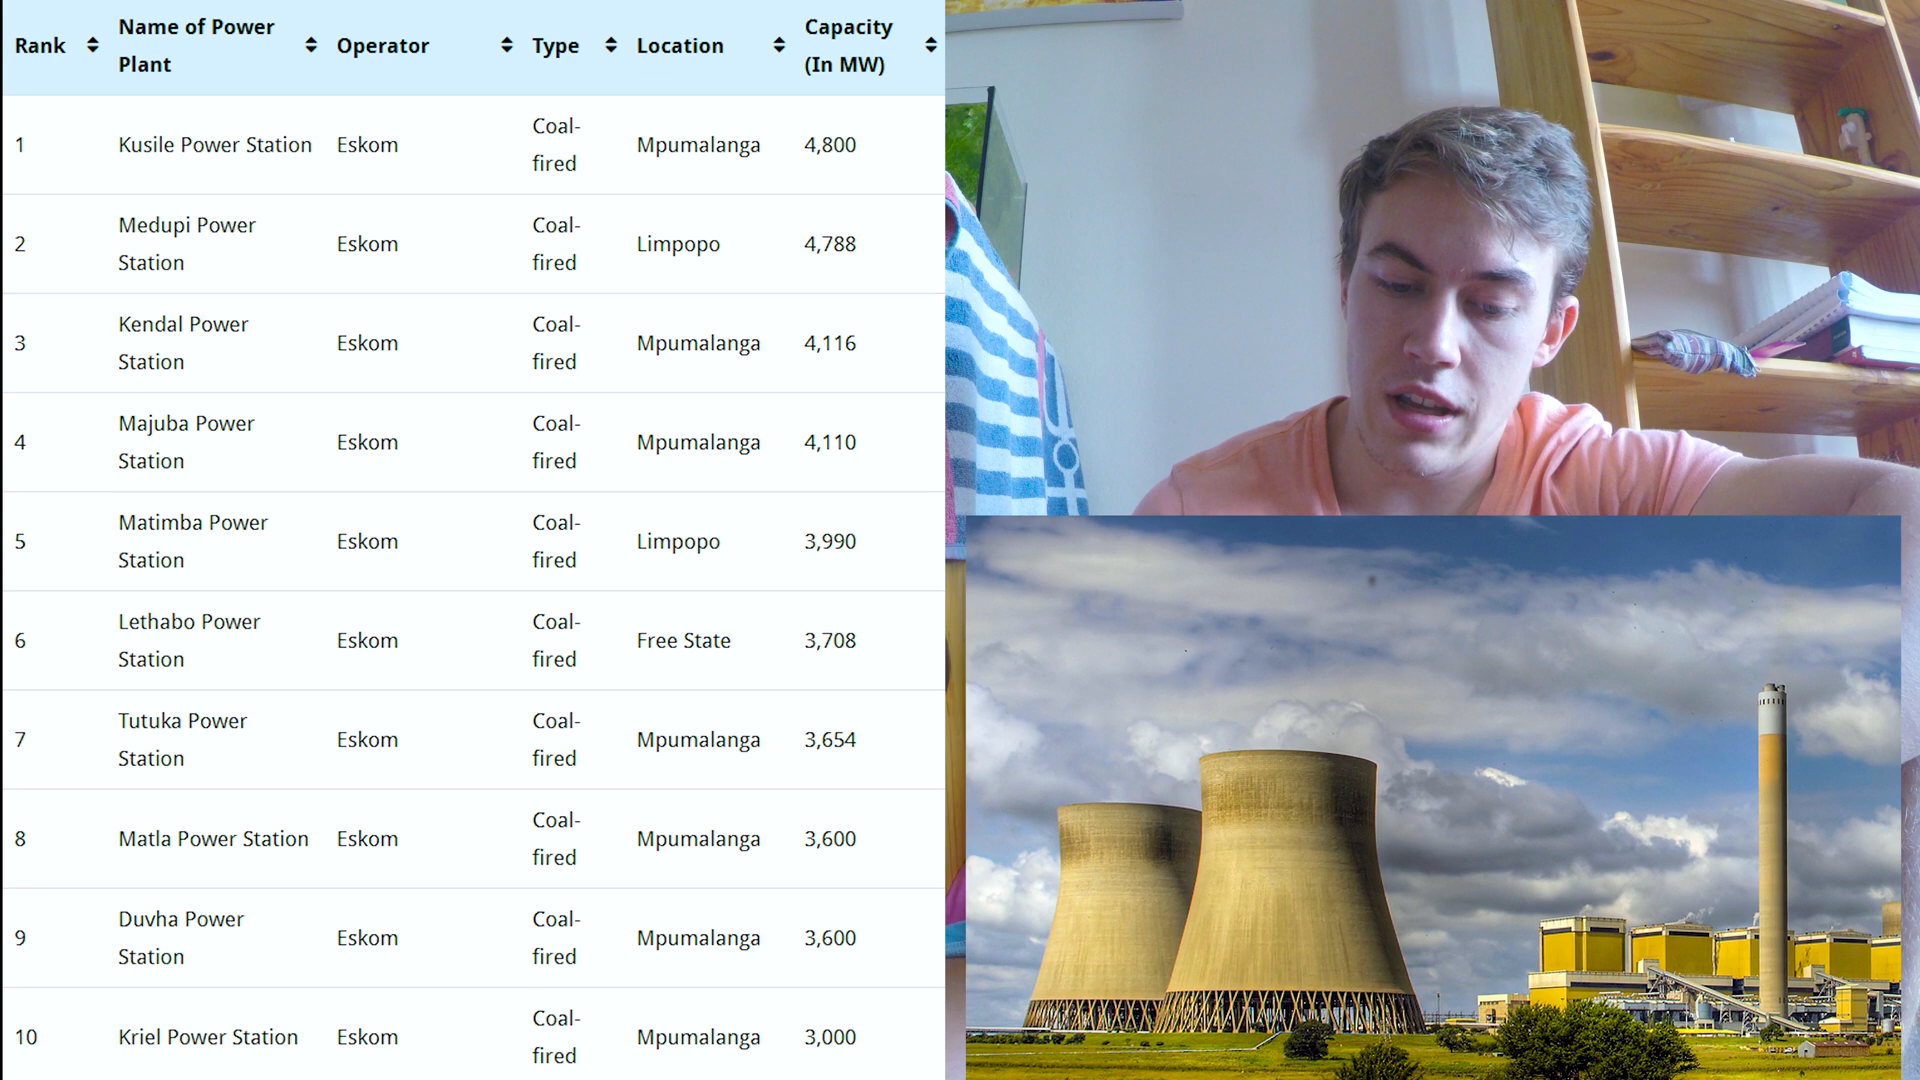 Rank Name of Power Plant Operator Type Location Capacity (In MW)
1 Kusile Power Station Eskom Coal-fired Mpumalanga 4,800
2 Medupi Power Station Eskom Coal-fired Limpopo 4,788
3 Kendal Power Station Eskom Coal-fired Mpumalanga 4,116
4 Majuba Power Station Eskom Coal-fired Mpumalanga 4,110
5 Matimba Power Station Eskom Coal-fired Limpopo 3,990
6 Lethabo Power Station Eskom Coal-fired Free State 3,708
7 Tutuka Power Station Eskom Coal-fired Mpumalanga 3,654
8 Matla Power Station Eskom Coal-fired Mpumalanga 3,600
9 Duvha Power Station Eskom Coal-fired Mpumalanga 3,600
10 Kriel Power Station Eskom Coal-fired Mpumalanga 3,000